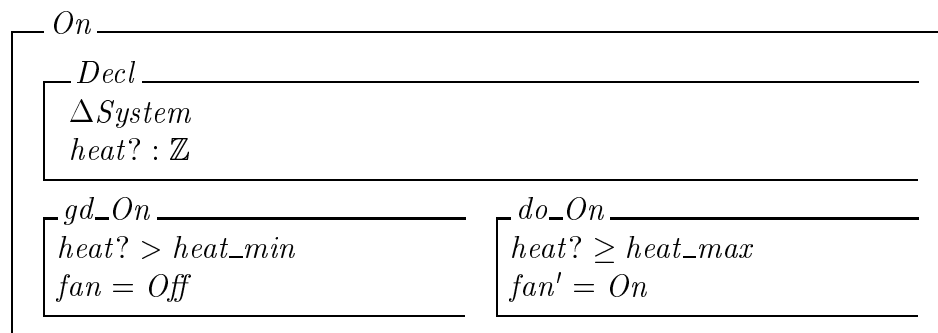 On
Decl
ΔSystem
heat? : ℤ
gd_On
heat? > heat_min
fan = Off
do_On
heat? ≥ heat_max
fan′ = On